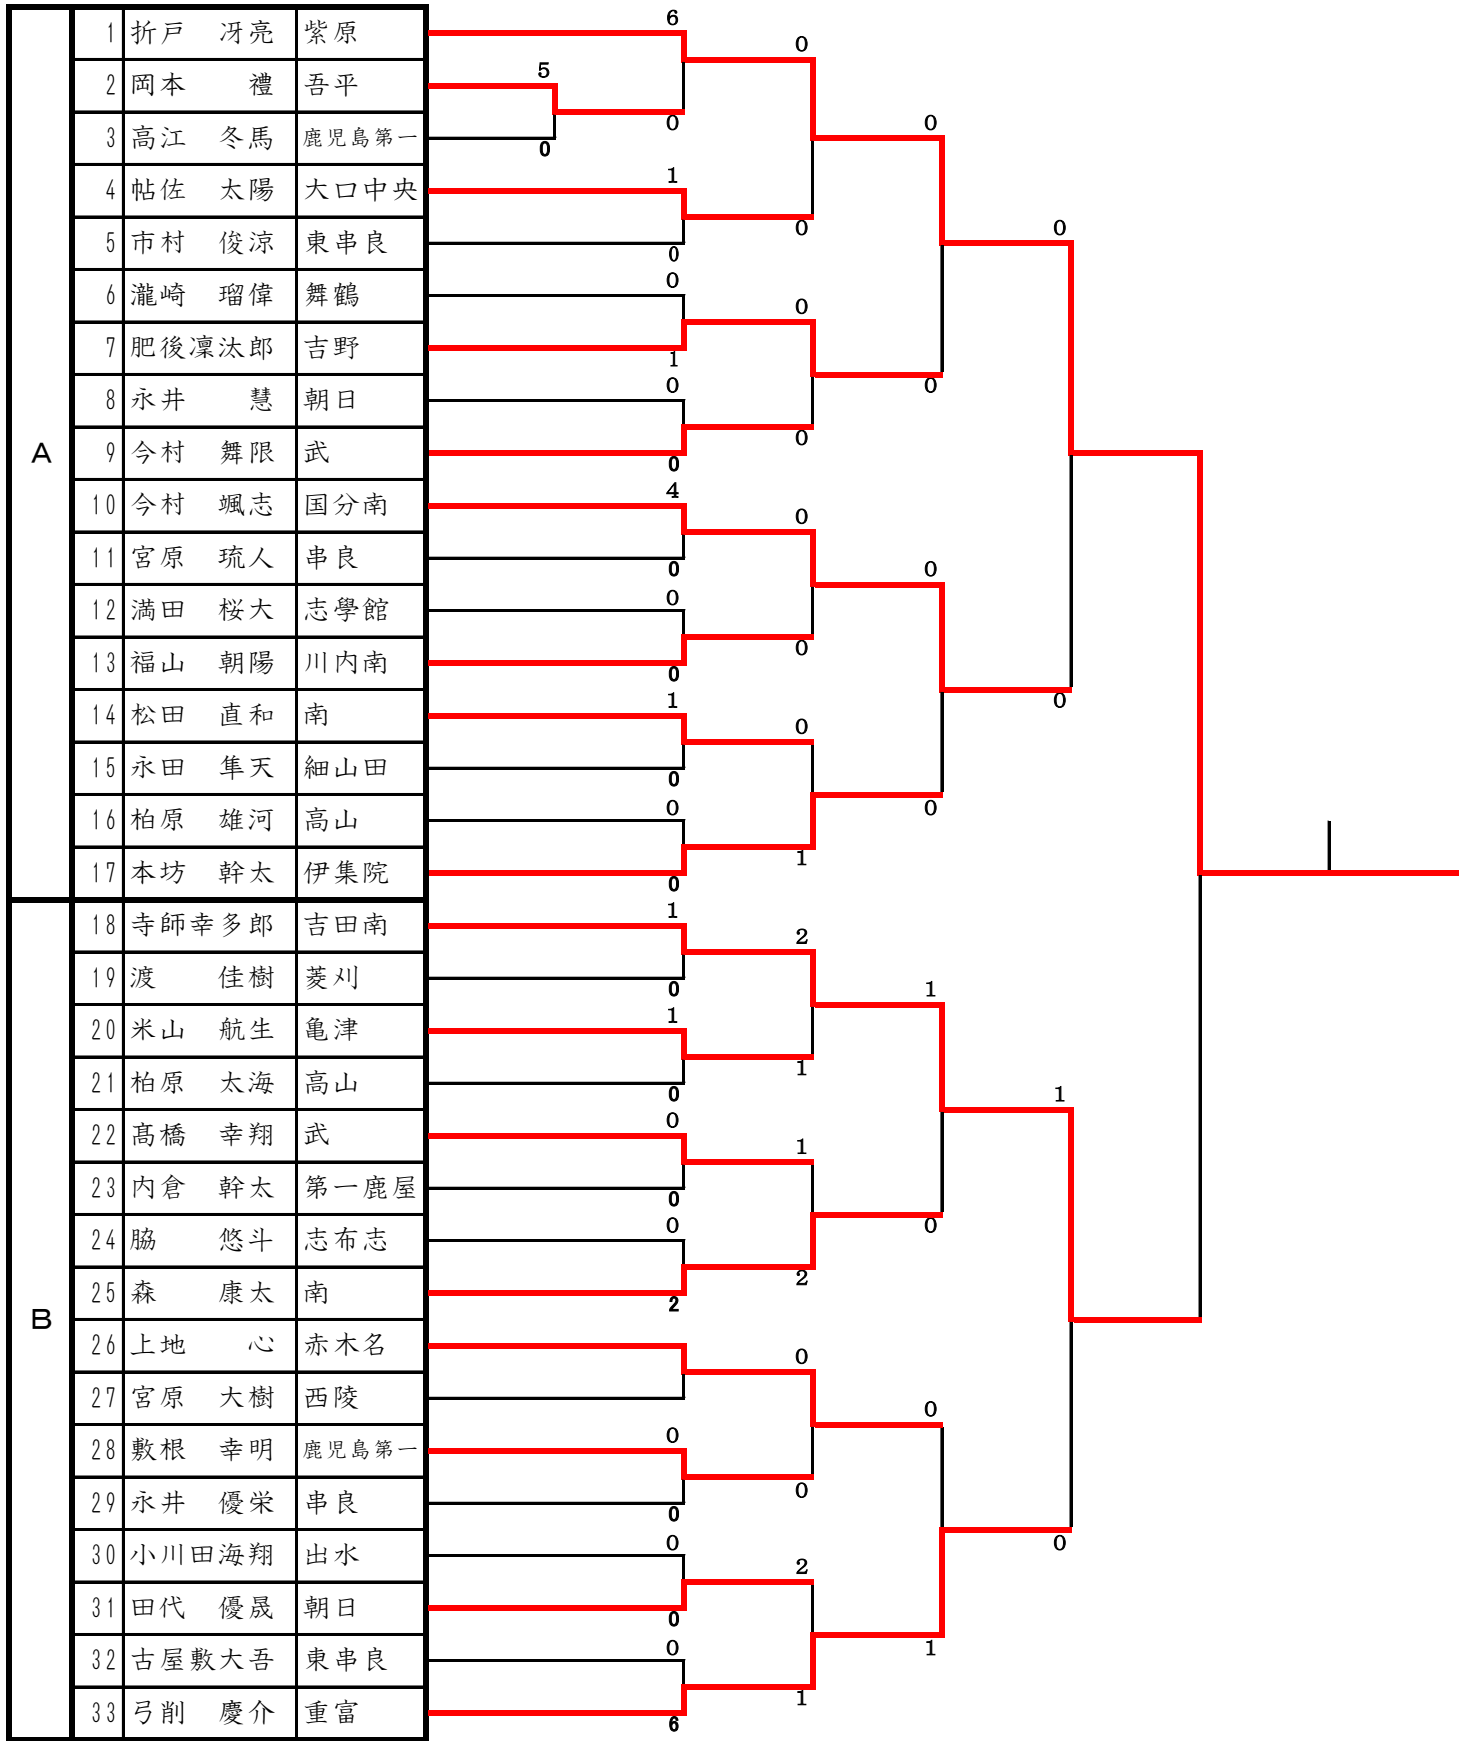 A
1 折戸 冴亮 紫原
2 岡本 禮 吾平
3 高江 冬馬 鹿児島第一
4 帖佐 太陽 大口中央
5 市村 俊涼 東串良
6 瀧崎 瑠偉 舞鶴
7 肥後凜汰郎 吉野
8 永井 慧 朝日
9 今村 舞限 武
10 今村 颯志 国分南
11 宮原 琉人 串良
12 満田 桜大 志學館
13 福山 朝陽 川内南
14 松田 直和 南
15 永田 隼天 細山田
16 柏原 雄河 高山
17 本坊 幹太 伊集院
B
18 寺師幸多郎 吉田南
19 渡 佳樹 菱刈
20 米山 航生 亀津
21 柏原 太海 高山
22 髙橋 幸翔 武
23 内倉 幹太 第一鹿屋
24 脇 悠斗 志布志
25 森 康太 南
26 上地 心 赤木名
27 宮原 大樹 西陵
28 敷根 幸明 鹿児島第一
29 永井 優栄 串良
30 小川田海翔 出水
31 田代 優晟 朝日
32 古屋敷大吾 東串良
33 弓削 慶介 重富
5
0
6
0
1
0
0
1
0
0
4
0
0
0
1
0
0
0
1
0
1
0
0
0
0
2
0
0
0
0
0
6
0
0
0
0
0
0
0
1
2
1
1
2
0
0
2
1
0
0
0
0
1
0
0
1
0
0
1
0